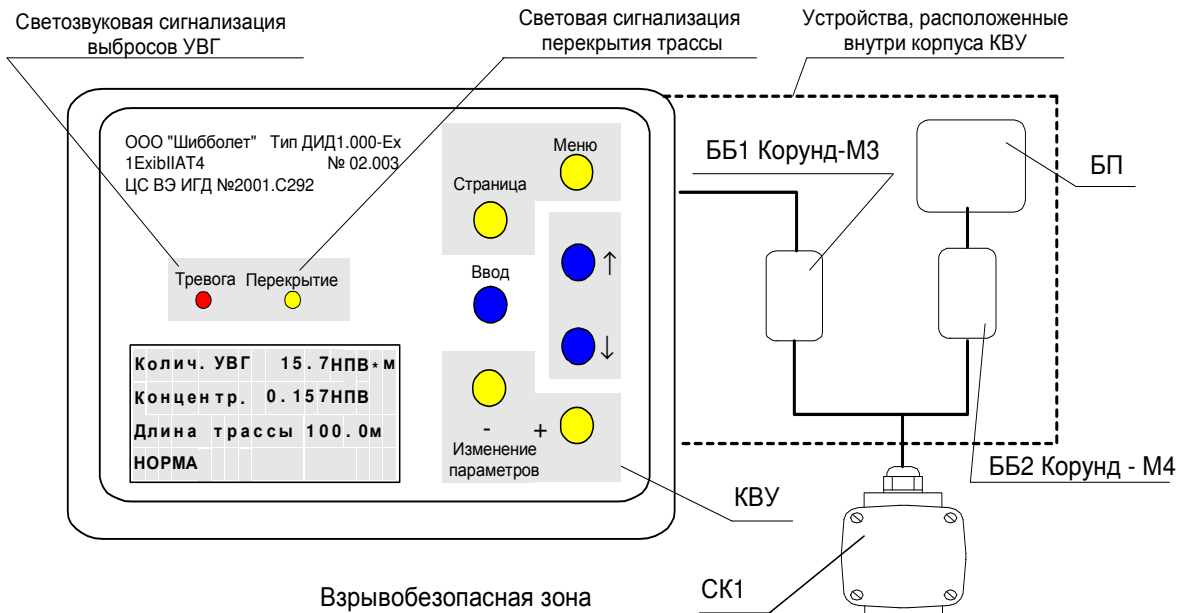 Светозвуковая сигнализация
выбросов УВГ
Световая сигнализация
перекрытия трассы
Устройства, расположенные
внутри корпуса КВУ
ООО "Шибболет" Тип ДИД1.000-Ex
1ExibIIAT4 № 02.003
ЦС ВЭ ИГД №2001.С292
Меню
Страница
Ввод
↑
↓
Тревога Перекрытие
Колич. УВГ 15.7НПВ*м
Концентр. 0.157НПВ
Длина трассы 100.0м
НОРМА
- +
Изменение
параметров
ББ1 Корунд-М3
БП
ББ2 Корунд - М4
КВУ
СК1
Взрывобезопасная зона